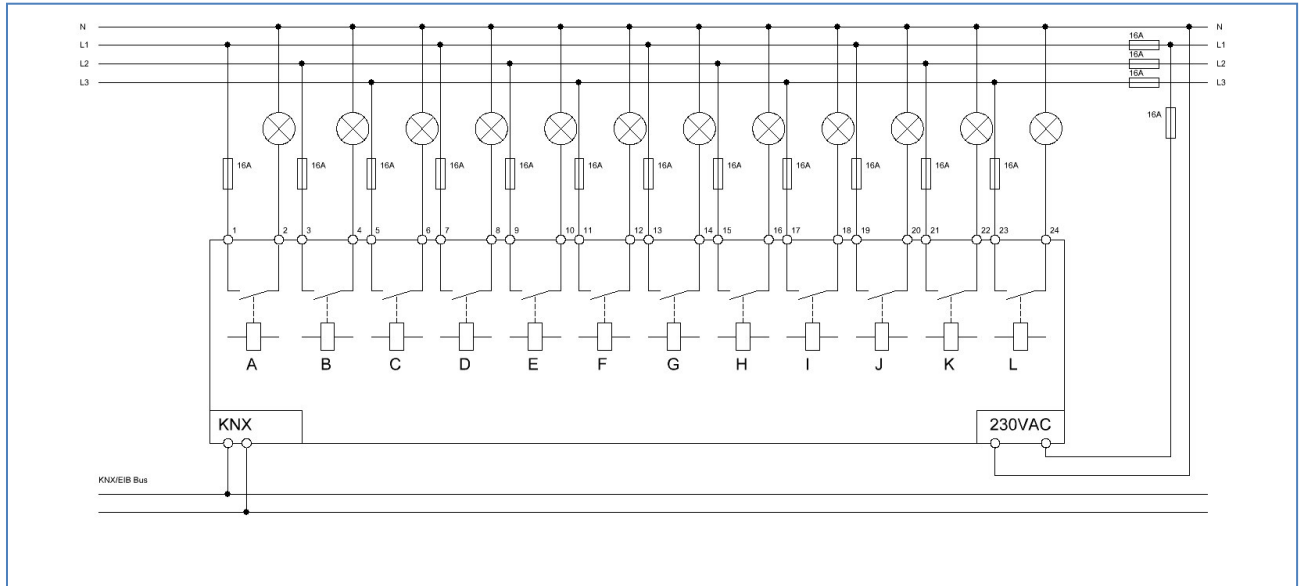 N N
L1 16A L1
L2 16A L2
L3 16A L3
16A
16A 16A 16A 16A 16A 16A 16A 16A 16A 16A 16A 16A
1 2 3 4 5 6 7 8 9 10 11 12 13 14 15 16 17 18 19 20 21 22 23 24
A B C D E F G H I J K L
KNX 230VAC
KNX/EIB Bus